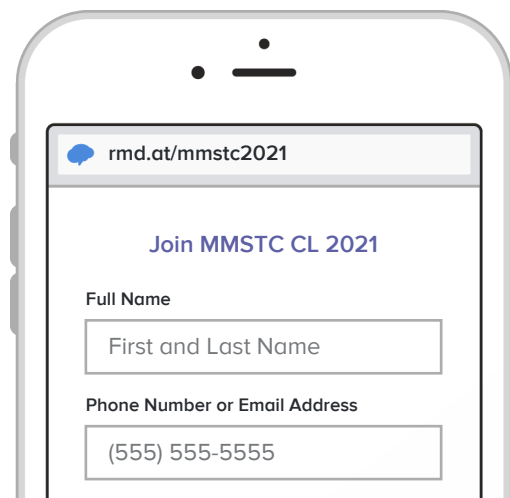 rmd.at/mmstc2021
Join MMSTC CL 2021
Full Name
First and Last Name
Phone Number or Email Address
(555) 555-5555